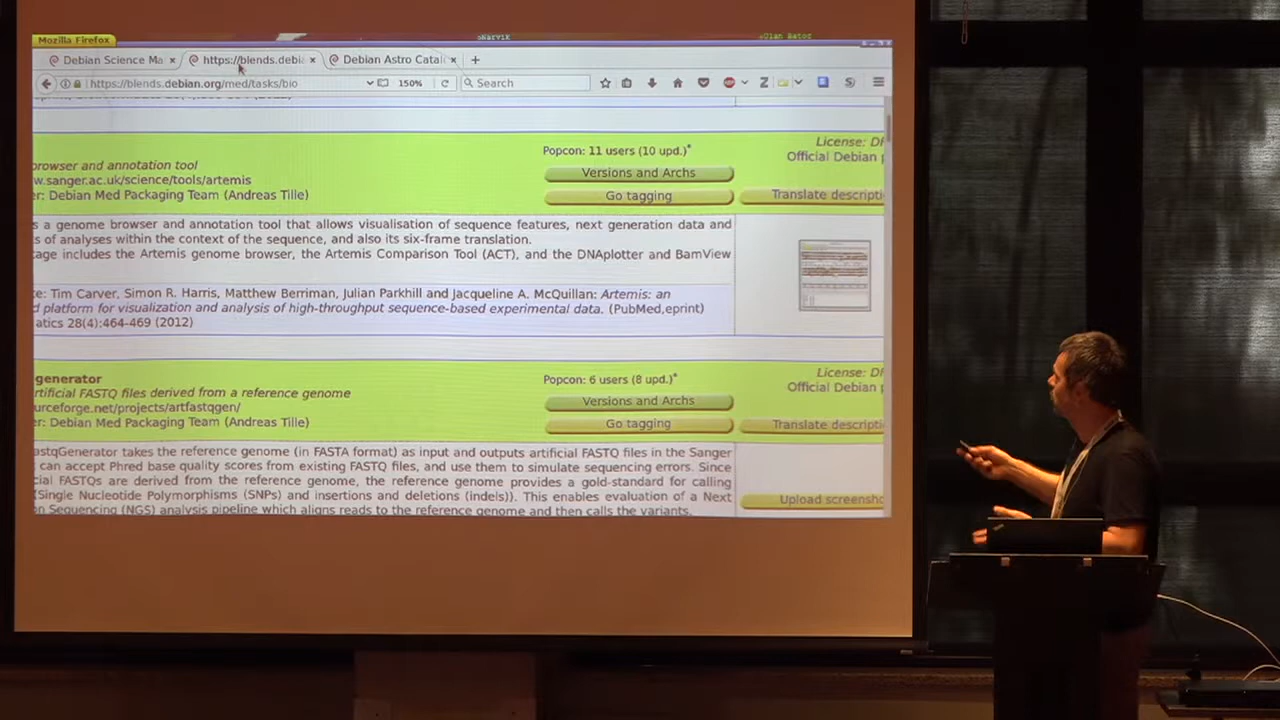 Mozilla Firefox
Debian Science Ma × https://blends.debia × Debian Astro Catal × +
https://blends.debian.org/med/tasks/bio 150% Search
License: D
Popcon: 11 users (10 upd.)*
Official Debian p
browser and annotation tool
w.sanger.ac.uk/science/tools/artemis
Versions and Archs
er: Debian Med Packaging Team (Andreas Tille)
Go tagging
Translate descripti
s a genome browser and annotation tool that allows visualisation of sequence features, next generation data and
s of analyses within the context of the sequence, and also its six-frame translation.
age includes the Artemis genome browser, the Artemis Comparison Tool (ACT), and the DNAplotter and BamView
e: Tim Carver, Simon R. Harris, Matthew Berriman, Julian Parkhill and Jacqueline A. McQuillan: Artemis: an
d platform for visualization and analysis of high-throughput sequence-based experimental data. (PubMed,eprint)
atics 28(4):464-469 (2012)
License: D
generator
Popcon: 6 users (8 upd.)*
Official Debian p
rtificial FASTQ files derived from a reference genome
urceforge.net/projects/artfastqgen/
Versions and Archs
er: Debian Med Packaging Team (Andreas Tille)
Go tagging
Translate descripti
astqGenerator takes the reference genome (in FASTA format) as input and outputs artificial FASTQ files in the Sanger
can accept Phred base quality scores from existing FASTQ files, and use them to simulate sequencing errors. Since
cial FASTQs are derived from the reference genome, the reference genome provides a gold-standard for calling
(Single Nucleotide Polymorphisms (SNPs) and insertions and deletions (indels)). This enables evaluation of a Next
n Sequencing (NGS) analysis pipeline which aligns reads to the reference genome and then calls the variants.
Upload screensho